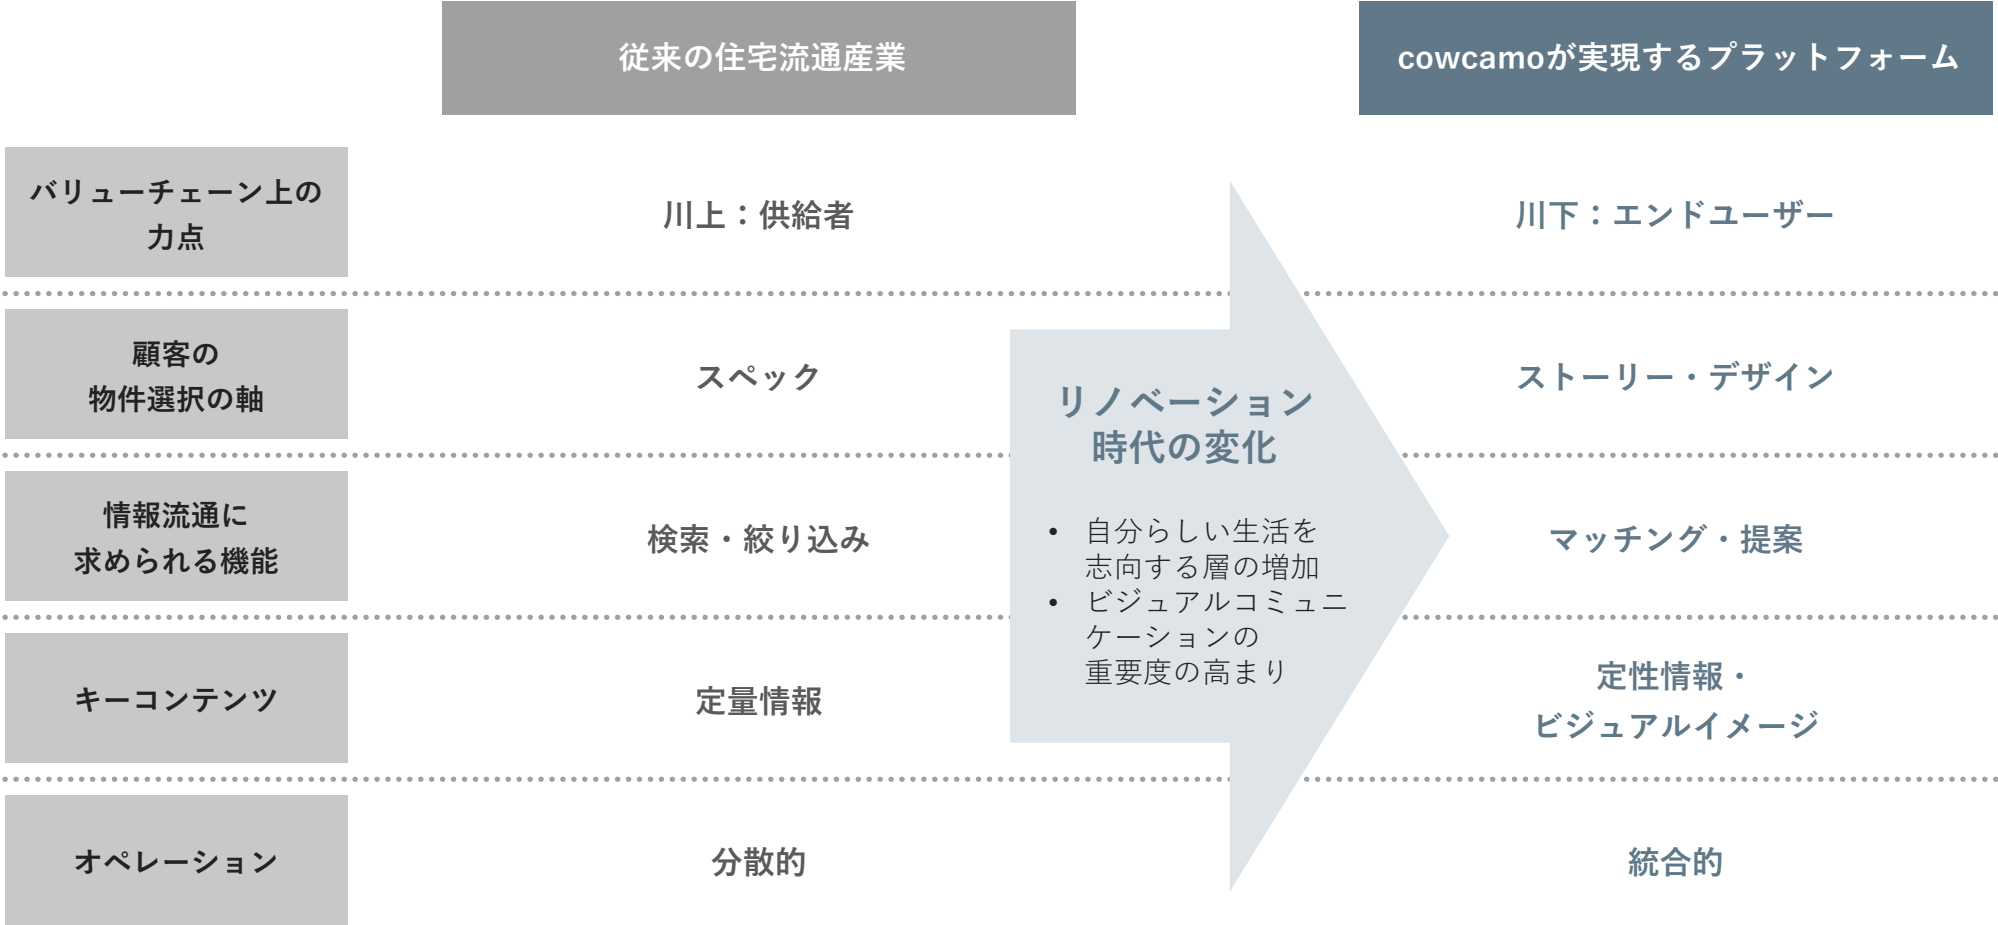 従来の住宅流通産業
cowcamoが実現するプラットフォーム
バリューチェーン上の
力点
川上：供給者
川下：エンドユーザー
顧客の
物件選択の軸
スペック
ストーリー・デザイン
リノベーション
時代の変化
• 自分らしい生活を
志向する層の増加
• ビジュアルコミュニ
ケーションの
重要度の高まり
情報流通に
求められる機能
検索・絞り込み
マッチング・提案
キーコンテンツ
定量情報
定性情報・
ビジュアルイメージ
オペレーション
分散的
統合的